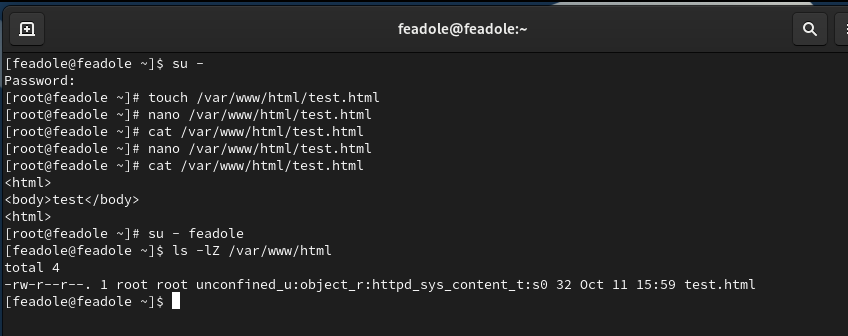 feadole@feadole:~
[feadole@feadole ~]$ su -
Password:
[root@feadole ~]# touch /var/www/html/test.html
[root@feadole ~]# nano /var/www/html/test.html
[root@feadole ~]# cat /var/www/html/test.html
[root@feadole ~]# nano /var/www/html/test.html
[root@feadole ~]# cat /var/www/html/test.html
<html>
<body>test</body>
<html>
[root@feadole ~]# su - feadole
[feadole@feadole ~]$ ls -lZ /var/www/html
total 4
-rw-r--r--. 1 root root unconfined_u:object_r:httpd_sys_content_t:s0 32 Oct 11 15:59 test.html
[feadole@feadole ~]$